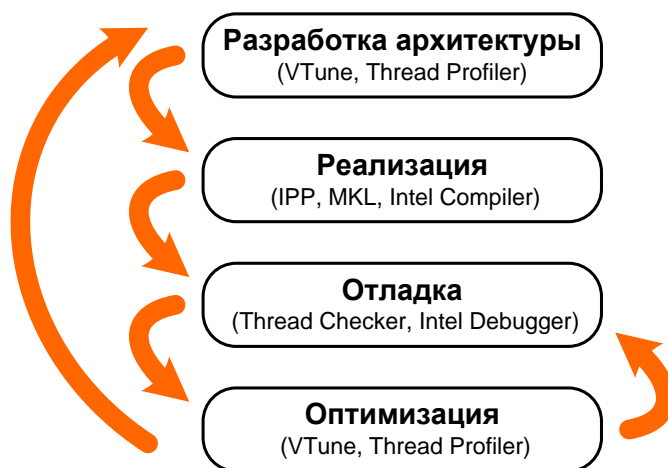 Разработка архитектуры
(VTune, Thread Profiler)
Реализация
(IPP, MKL, Intel Compiler)
Отладка
(Thread Checker, Intel Debugger)
Оптимизация
(VTune, Thread Profiler)